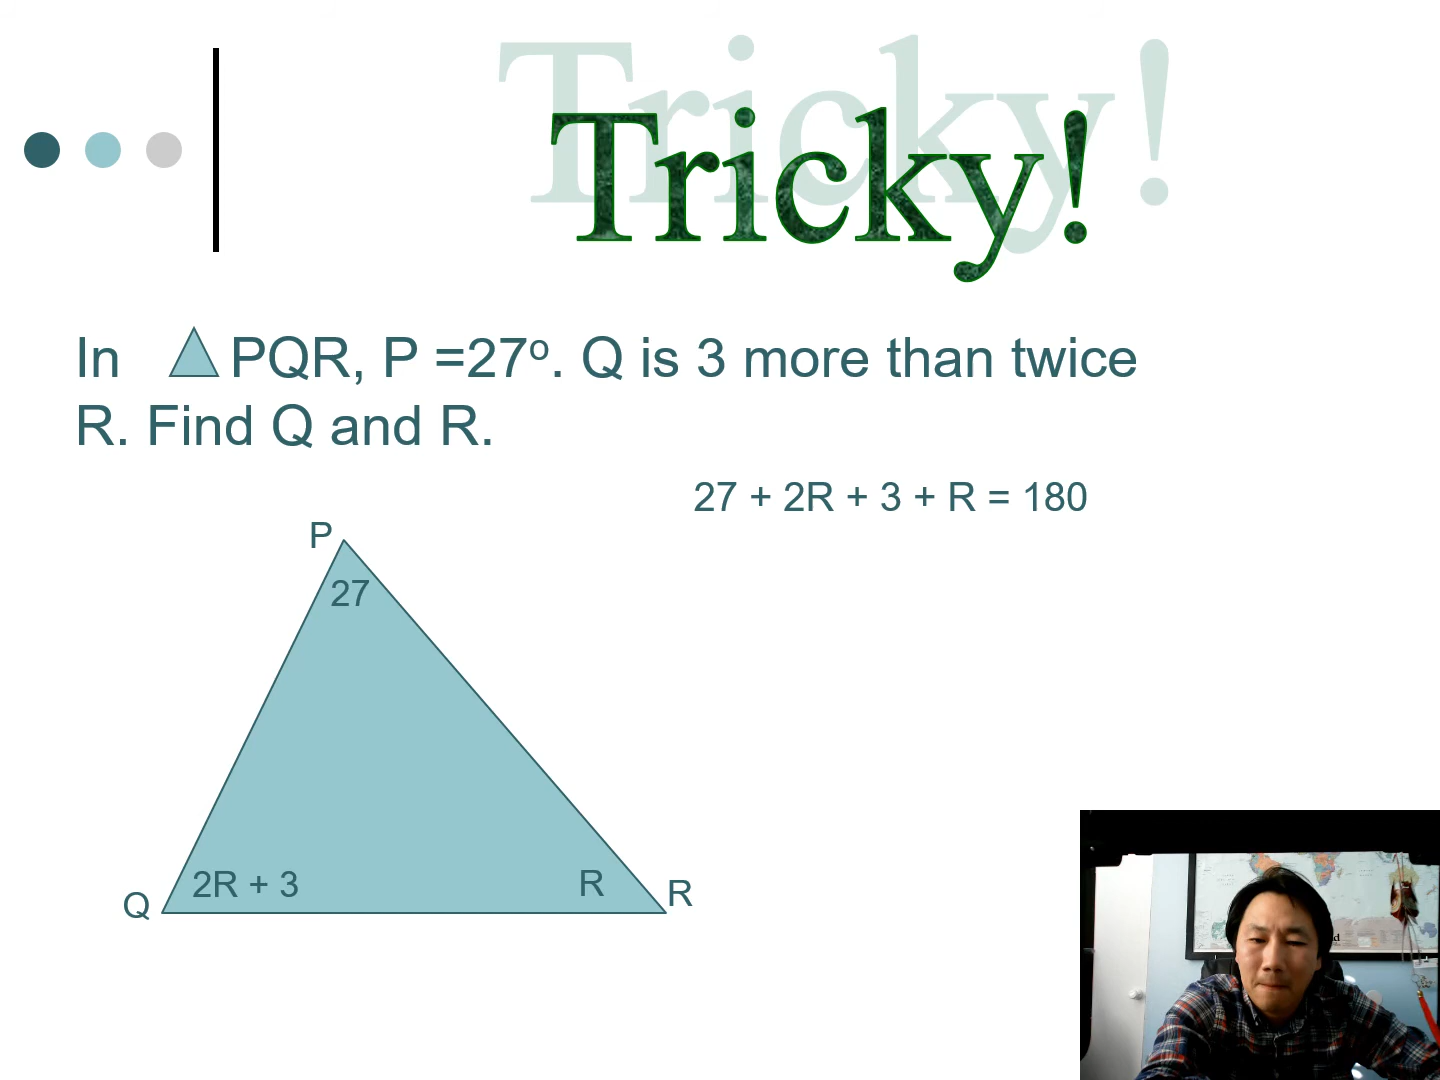 Tricky!
In PQR, P =27º. Q is 3 more than twice
R. Find Q and R.
27 + 2R + 3 + R = 180
P
27
2R + 3
R
Q
R